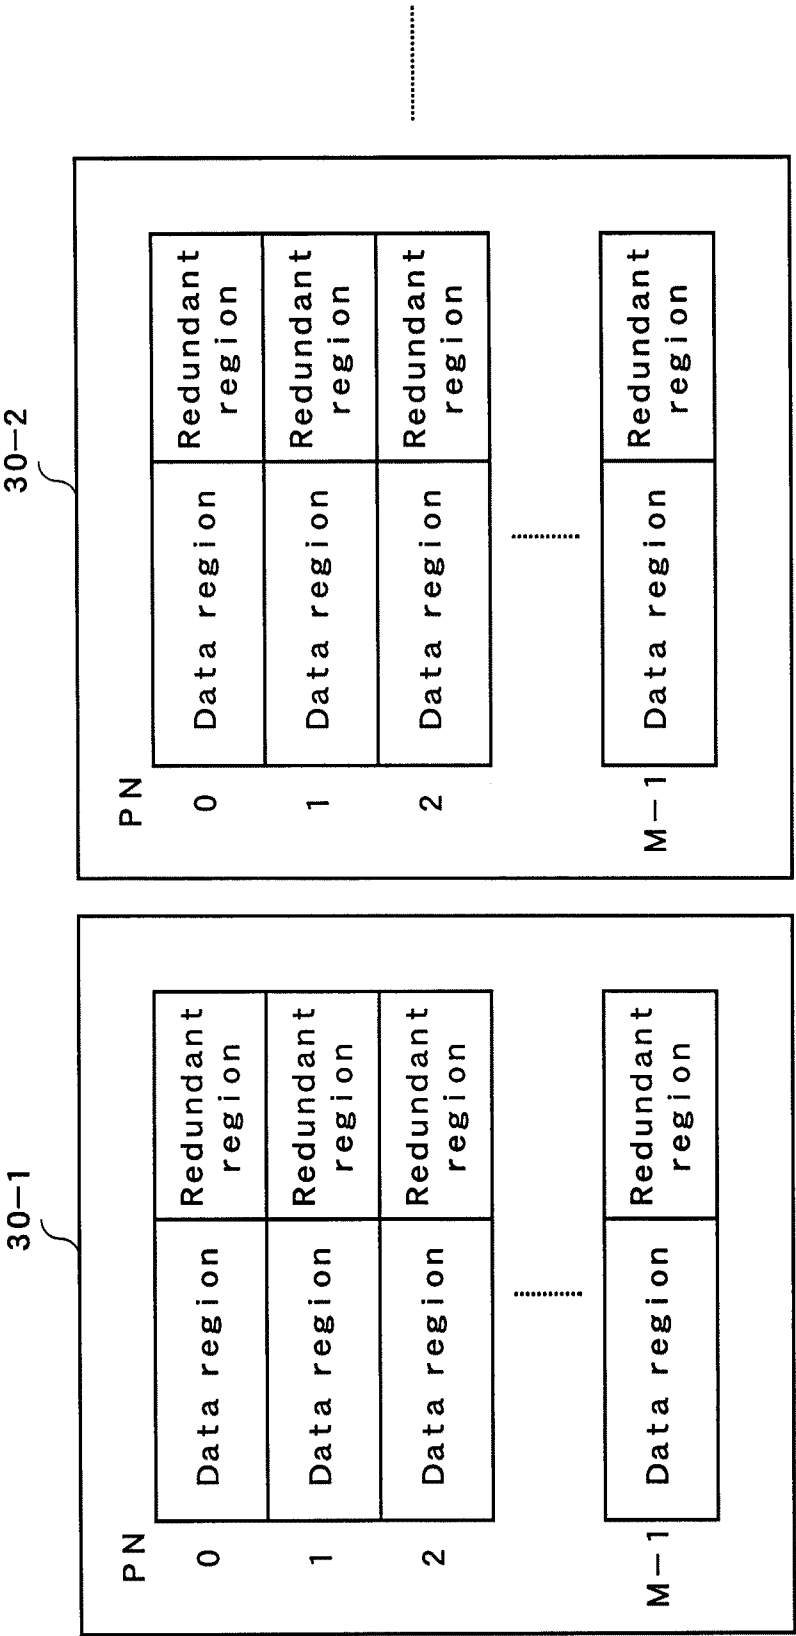 30-1
PN
0 Data region Redundant
region
1 Data region Redundant
region
2 Data region Redundant
region
M-1 Data region Redundant
region
30-2
PN
0 Data region Redundant
region
1 Data region Redundant
region
2 Data region Redundant
region
M-1 Data region Redundant
region